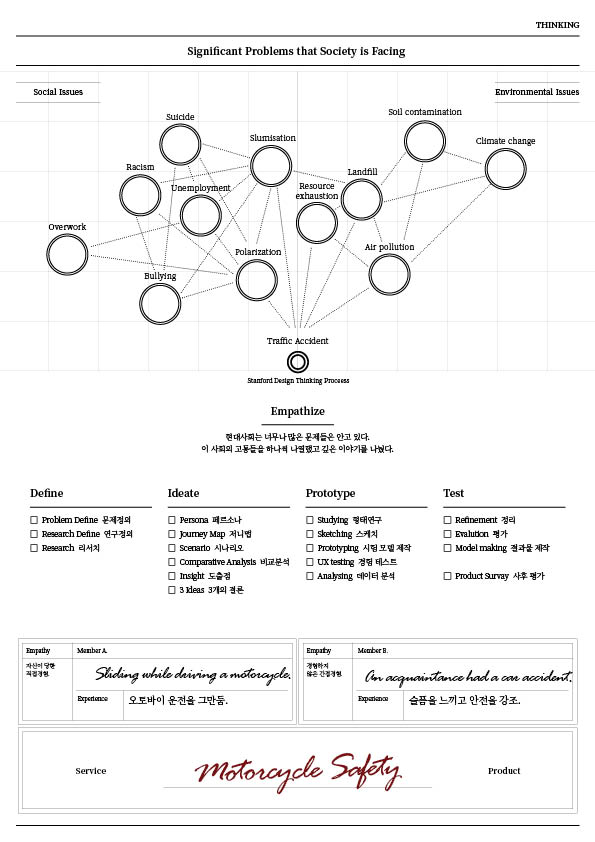 THINKING
Significant Problems that Society is Facing
Social Issues
Environmental Issues
Suicide
Soil contamination
Slumisation
Climate change
Racism
Landfill
Unemployment
Resource
exhaustion
Overwork
Air pollution
Polarization
Bullying
Traffic Accident
Stanford Design Thinking Proceess
Empathize
현대사회는 너무나 많은 문제들은 안고 있다.
이 사회의 고통들을 하나씩 나열했고 깊은 이야기를 나눴다.
Define
Problem Define 문제정의
Research Define 연구정의
Research 리서치
Ideate
Persona 페르소나
Journey Map 저니맵
Scenario 시나리오
Comparative Analysis 비교분석
Insight 도출점
3 Ideas 3개의 결론
Prototype
Studying 형태연구
Sketching 스케치
Prototyping 시험 모델 제작
UX testing 경험 테스트
Analysing 데이터 분석
Test
Refinement 정리
Evalution 평가
Model making 결과물 제작
Product Survay 사후 평가
Empathy
Member A.
자신이 당한
직접경험.
Sliding while driving a motorcycle.
Experience
오토바이 운전을 그만둠.
Empathy
Member B.
경험하지
않은 간접경험.
An acquaintance had a car accident.
Experience
슬픔을 느끼고 안전을 강조.
Service
Motorcycle Safety
Product